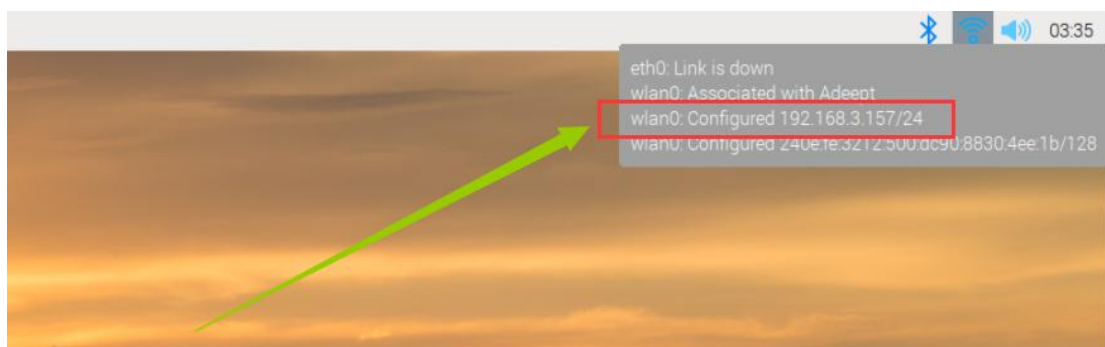 03:35
eth0: Link is down
wlan0: Associated with Adeept
wlan0: Configured 192.168.3.157/24
wlan0: Configured 240e:fe:3212:500:dc90:8830:4ee:1b/128